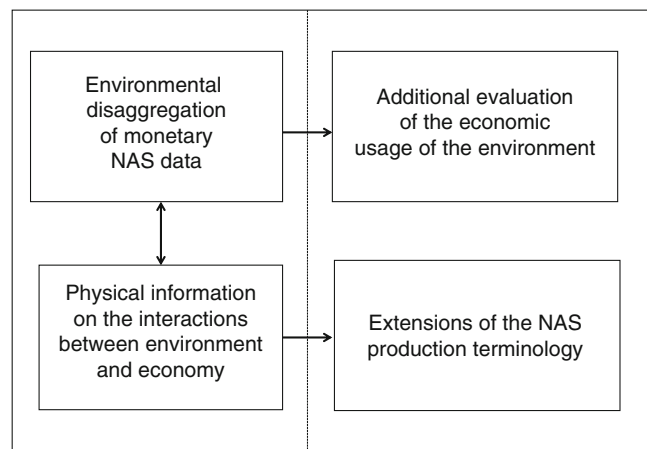 Environmental
disaggregation
of monetary
NAS data
Additional evaluation
of the economic
usage of the environment
Physical information
on the interactions
between environment
and economy
Extensions of the NAS
production terminology